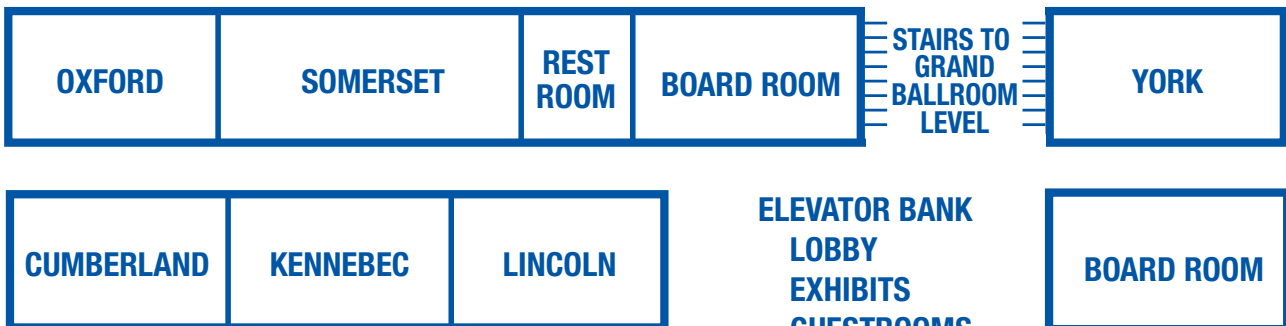 OXFORD
SOMERSET
REST
ROOM
BOARD ROOM
STAIRS TO
GRAND
BALLROOM
LEVEL
YORK
CUMBERLAND
KENNEBEC
LINCOLN
ELEVATOR BANK
LOBBY
EXHIBITS
GUESTROOMS
BOARD ROOM